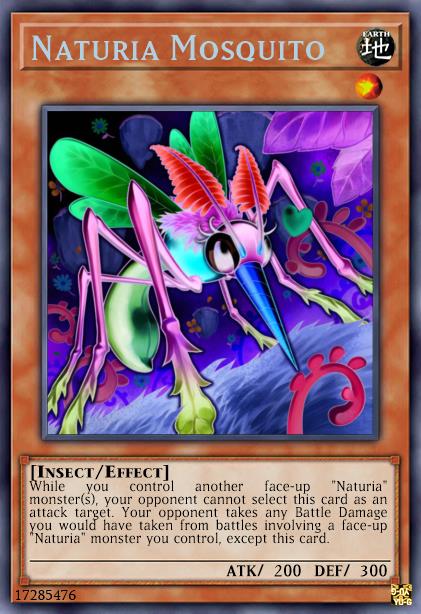 NATURIA MOSQUITO
EARTH
地
[INSECT/EFFECT]
While you control another face-up "Naturia"
monster(s), your opponent cannot select this card as an
attack target. Your opponent takes any Battle Damage
you would have taken from battles involving a face-up
"Naturia" monster you control, except this card.
ATK/ 200 DEF/ 300
17285476